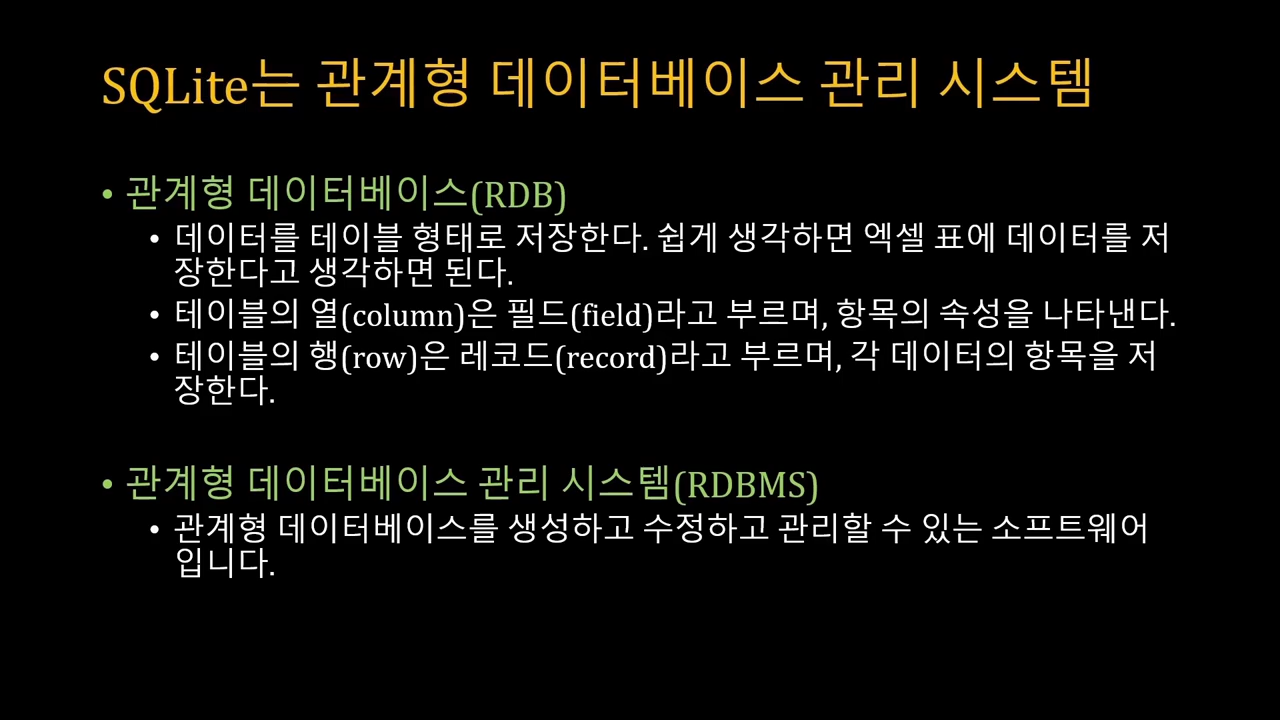 SQLite는 관계형 데이터베이스 관리 시스템
• 관계형 데이터베이스(RDB)
• 데이터를 테이블 형태로 저장한다. 쉽게 생각하면 엑셀 표에 데이터를 저
장한다고 생각하면 된다.
• 테이블의 열(column)은 필드(field)라고 부르며, 항목의 속성을 나타낸다.
• 테이블의 행(row)은 레코드(record)라고 부르며, 각 데이터의 항목을 저
장한다.
• 관계형 데이터베이스 관리 시스템(RDBMS)
• 관계형 데이터베이스를 생성하고 수정하고 관리할 수 있는 소프트웨어
입니다.